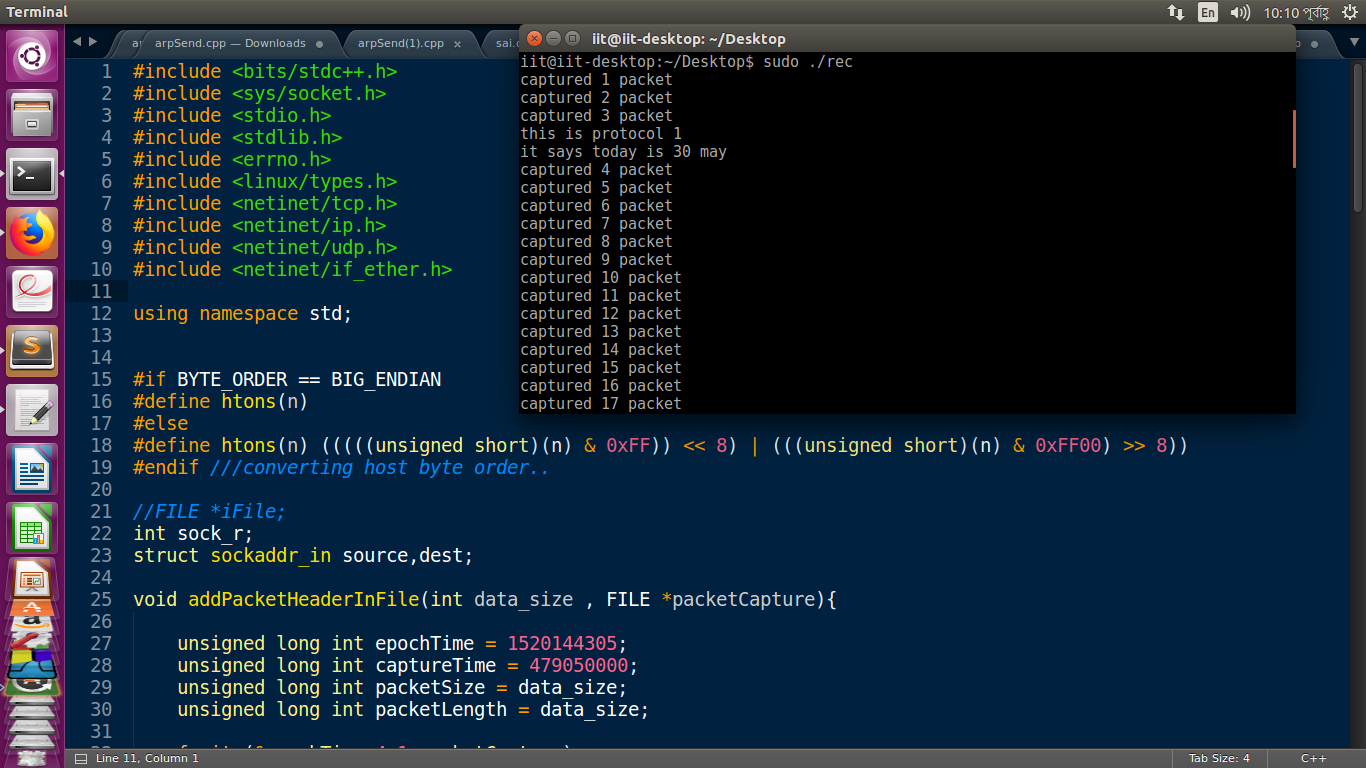 Terminal
En
10:10 পূর্বাহ্ণ
ar
arpSend.cpp — Downloads
arpSend(1).cpp
sai.
iit@iit-desktop: ~/Desktop
iit@iit-desktop:~/Desktop$ sudo ./rec
captured 1 packet
captured 2 packet
captured 3 packet
this is protocol 1
it says today is 30 may
captured 4 packet
captured 5 packet
captured 6 packet
captured 7 packet
captured 8 packet
captured 9 packet
captured 10 packet
captured 11 packet
captured 12 packet
captured 13 packet
captured 14 packet
captured 15 packet
captured 16 packet
captured 17 packet
1 #include <bits/stdc++.h>
2 #include <sys/socket.h>
3 #include <stdio.h>
4 #include <stdlib.h>
5 #include <errno.h>
6 #include <linux/types.h>
7 #include <netinet/tcp.h>
8 #include <netinet/ip.h>
9 #include <netinet/udp.h>
10 #include <netinet/if_ether.h>
11
12 using namespace std;
13
14
15 #if BYTE_ORDER == BIG_ENDIAN
16 #define htons(n)
17 #else
18 #define htons(n) (((((unsigned short)(n) & 0xFF)) << 8) | (((unsigned short)(n) & 0xFF00) >> 8))
19 #endif ///converting host byte order..
20
21 //FILE *iFile;
22 int sock_r;
23 struct sockaddr_in source,dest;
24
25 void addPacketHeaderInFile(int data_size , FILE *packetCapture){
26
27 unsigned long int epochTime = 1520144305;
28 unsigned long int captureTime = 479050000;
29 unsigned long int packetSize = data_size;
30 unsigned long int packetLength = data_size;
31
Line 11, Column 1
Tab Size: 4
C++